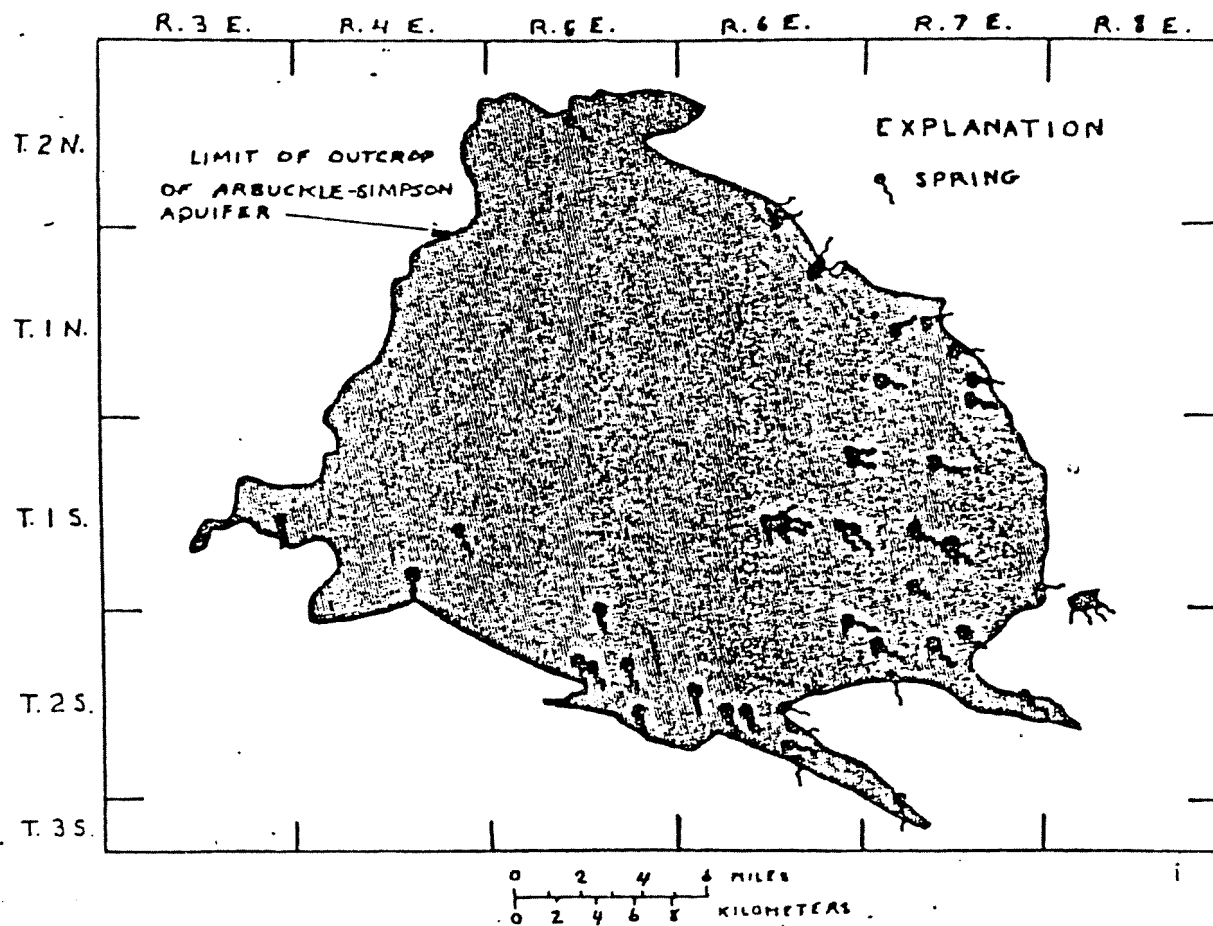 R. 3 E. R. 4 E. R. 5 E. R. 6 E. R. 7 E. R. 8 E.
T. 2 N.
EXPLANATION
SPRING
LIMIT OF OUTCROP
OF ARBUCKLE-SIMPSON
AQUIFER
T. 1 N.
T. 1 S.
T. 2 S.
T. 3 S.
0 2 4 6 MILES
0 2 4 6 8 KILOMETERS
i